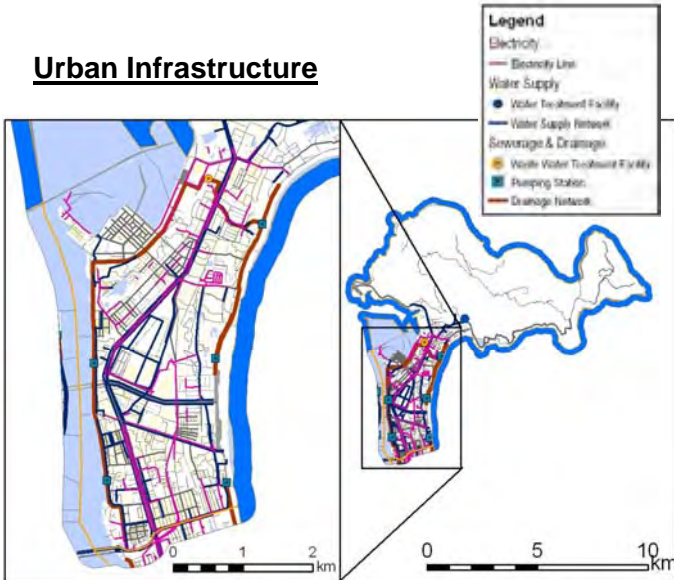 Urban Infrastructure
Legend
Electricity
Electricity Line
Water Supply
Water Treatment Facility
Water Supply Network
Sewerage & Drainage
Waste Water Treatment Facility
Pumping Station
Drainage Network
0 1 2
km
0 5 10
km